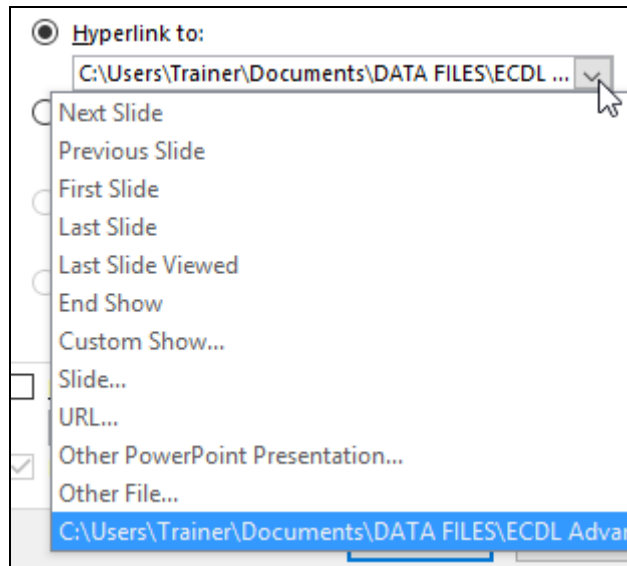 Hyperlink to:
C:\Users\Trainer\Documents\DATA FILES\ECDL ...
Next Slide
Previous Slide
First Slide
Last Slide
Last Slide Viewed
End Show
Custom Show...
Slide...
URL...
Other PowerPoint Presentation...
Other File...
C:\Users\Trainer\Documents\DATA FILES\ECDL Advan